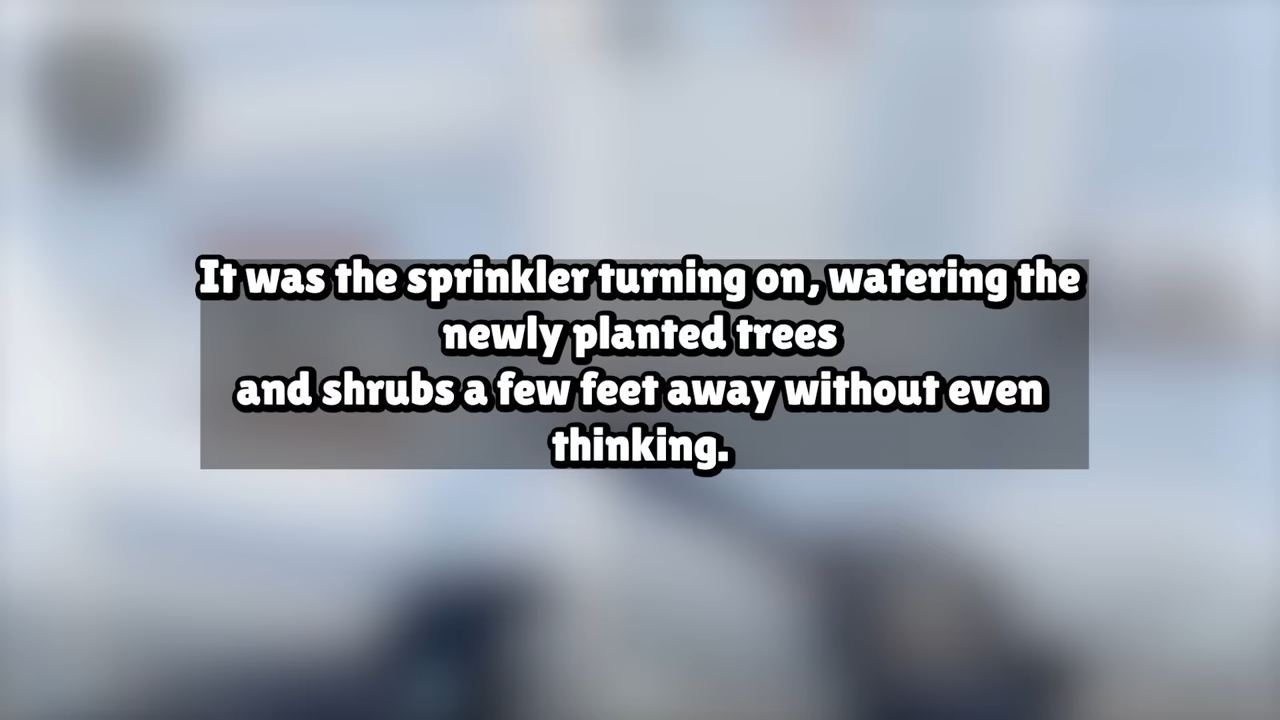 It was the sprinkler turning on, watering the
newly planted trees
and shrubs a few feet away without even
thinking.